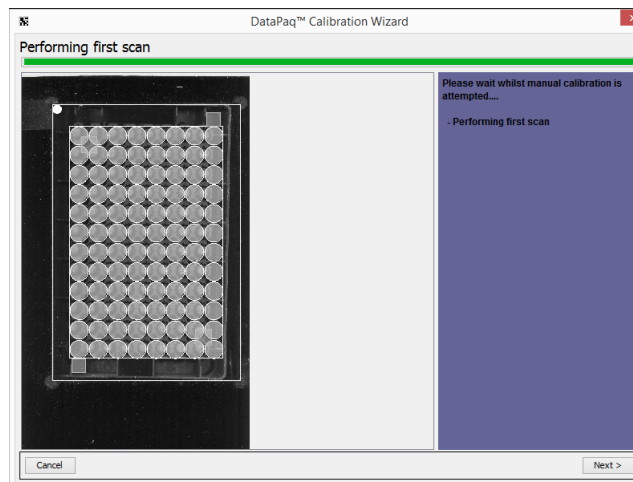 DataPaq™ Calibration Wizard
Performing first scan
Please wait whilst manual calibration is
attempted....
- Performing first scan
Cancel
Next >